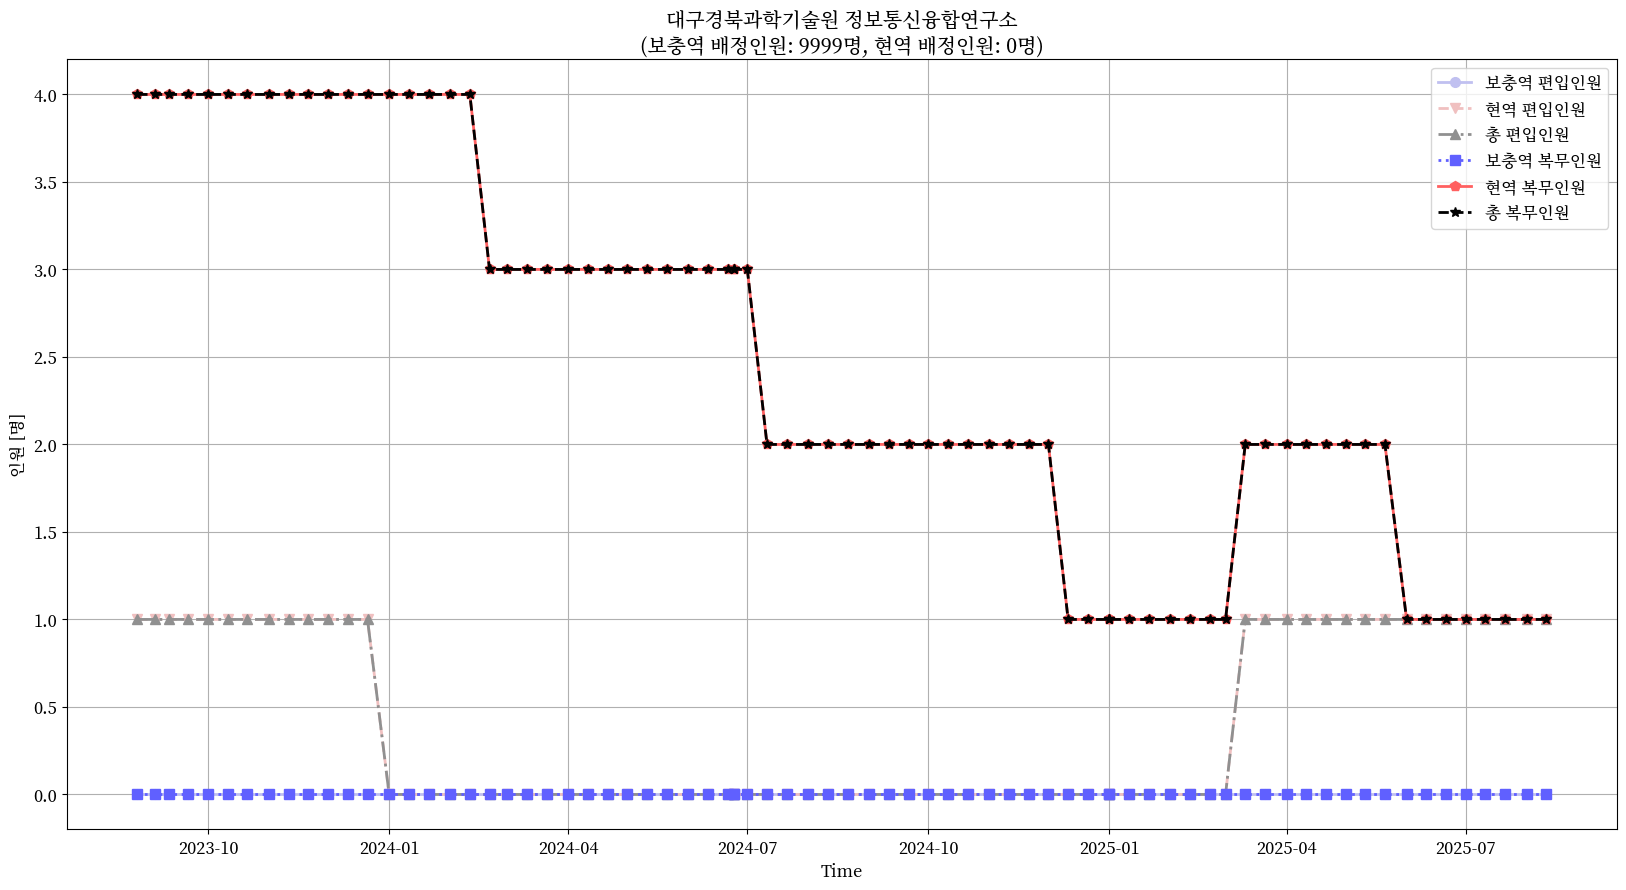 대구경북과학기술원 정보통신융합연구소
(보충역 배정인원: 9999명, 현역 배정인원: 0명)
보충역 편입인원
현역 편입인원
총 편입인원
보충역 복무인원
현역 복무인원
총 복무인원
인원 [명]
4.0
3.5
3.0
2.5
2.0
1.5
1.0
0.5
0.0
2023-10
2024-01
2024-04
2024-07
2024-10
2025-01
2025-04
2025-07
Time